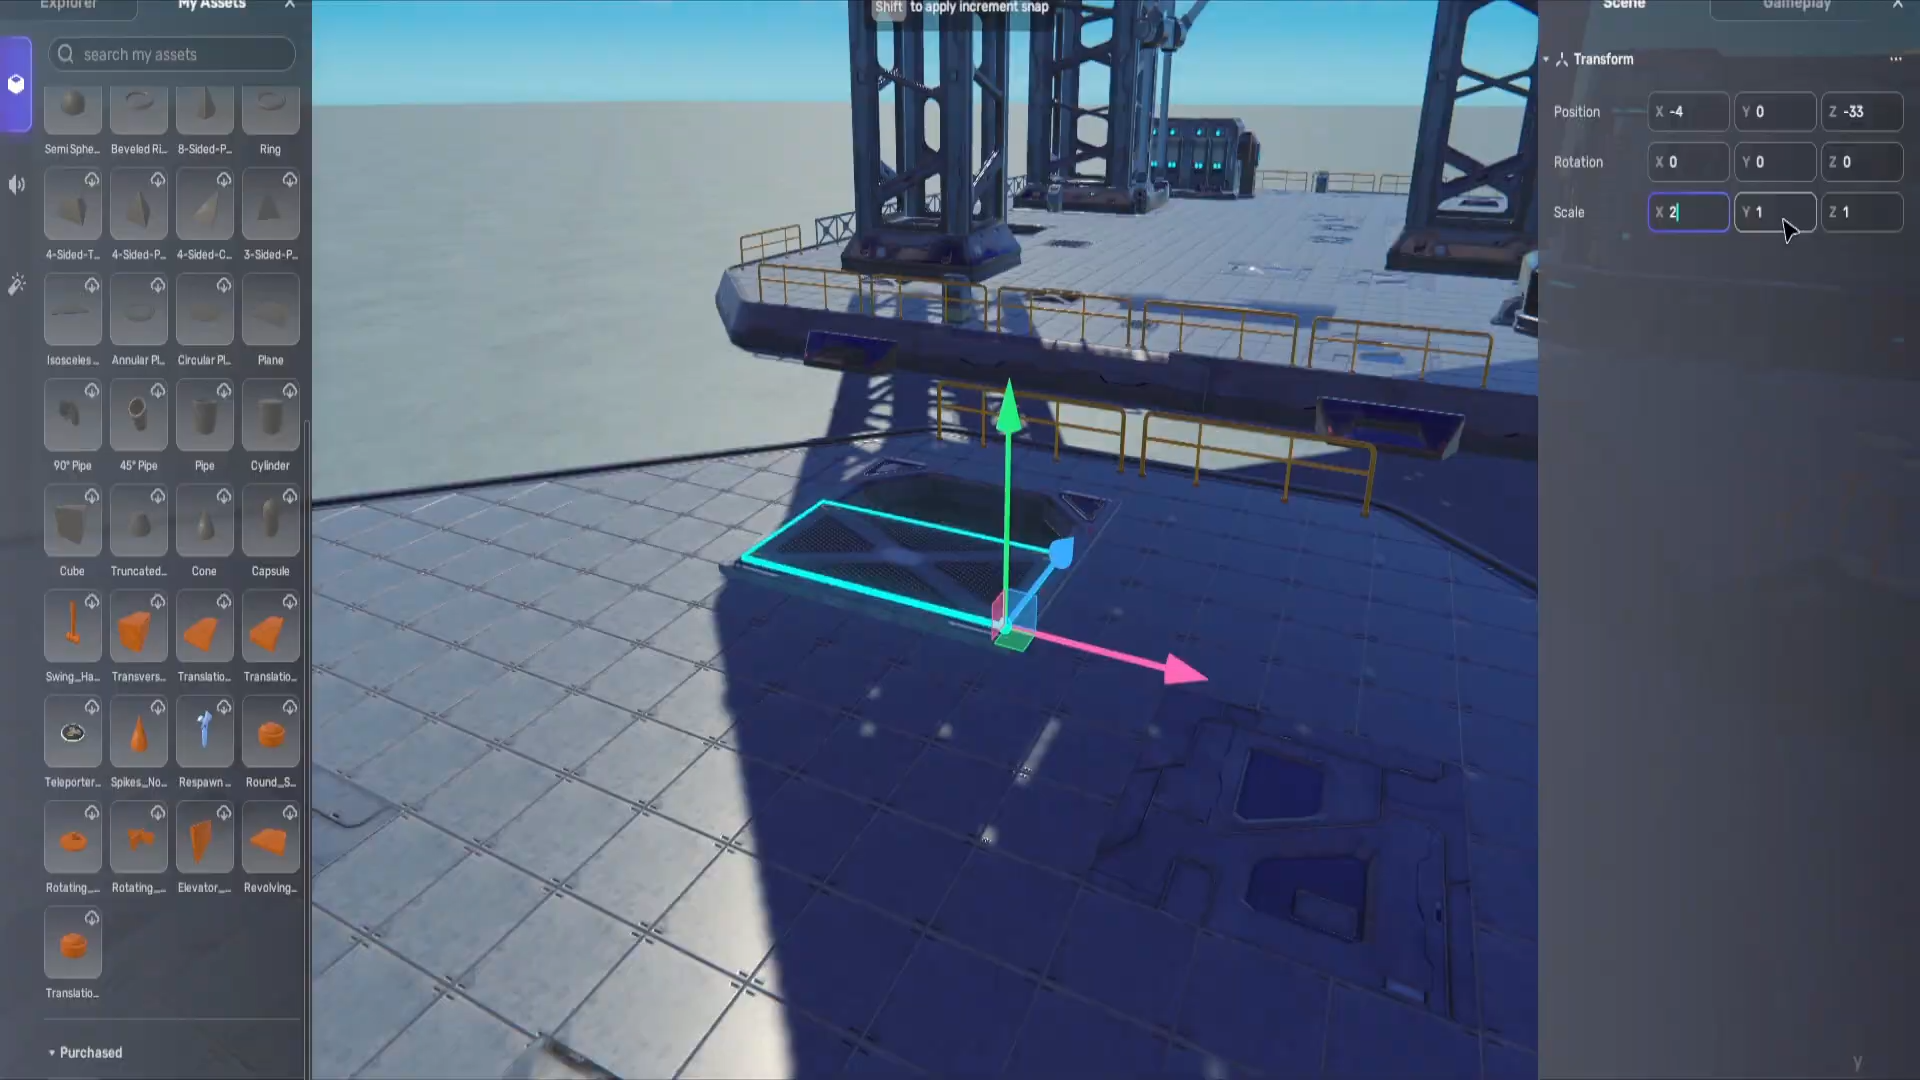 Explorer
My Assets
search my assets
Semi Sphe...
Beveled Ri...
8-Sided-P...
Ring
4-Sided-T...
4-Sided-P...
4-Sided-C...
3-Sided-P...
Isosceles ...
Annular Pl...
Circular Pl...
Plane
90° Pipe
45° Pipe
Pipe
Cylinder
Cube
Truncated...
Cone
Capsule
Swing_Ha...
Transvers...
Translatio...
Translatio...
Teleporter...
Spikes_No...
Respawn ...
Round_S...
Rotating_...
Rotating_...
Elevator_...
Revolving...
Translatio...
Purchased
Shift to apply increment snap
Scene
Gameplay
Transform
Position X -4 Y 0 Z -33
Rotation X 0 Y 0 Z 0
Scale X 2 Y 1 Z 1
y